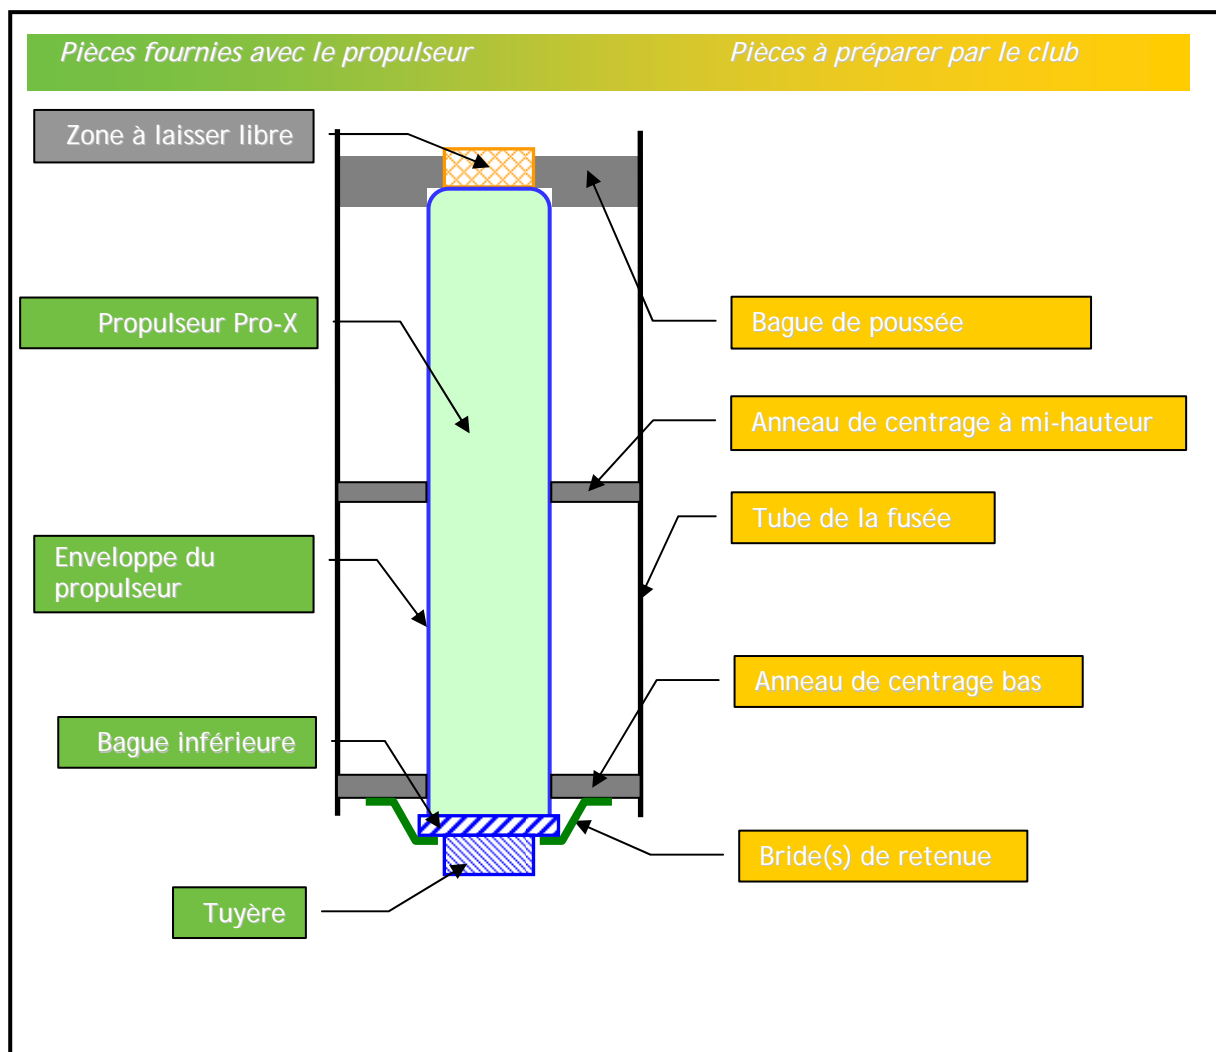 Pièces fournies avec le propulseur
Pièces à préparer par le club
Zone à laisser libre
Propulseur Pro-X
Bague de poussée
Anneau de centrage à mi-hauteur
Tube de la fusée
Enveloppe du
propulseur
Anneau de centrage bas
Bague inférieure
Bride(s) de retenue
Tuyère